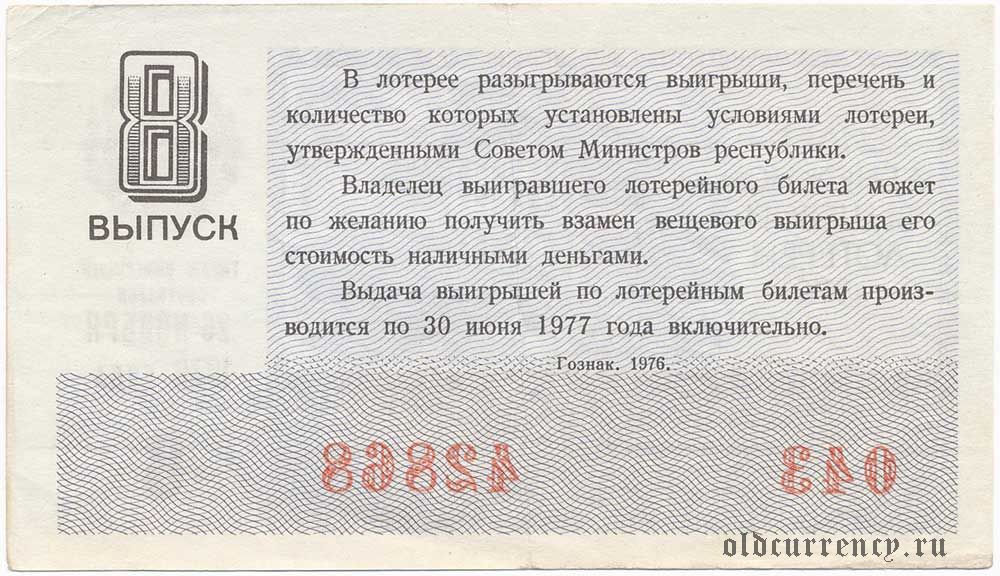 8
ВЫПУСК
В лотерее разыгрываются выигрыши, перечень и
количество которых установлены условиями лотереи,
утвержденными Советом Министров республики.
Владелец выигравшего лотерейного билета может
по желанию получить взамен вещевого выигрыша его
стоимость наличными деньгами.
Выдача выигрышей по лотерейным билетам произ-
водится по 30 июня 1977 года включительно.
Гознак. 1976.
42868 043
oldcurrency.ru